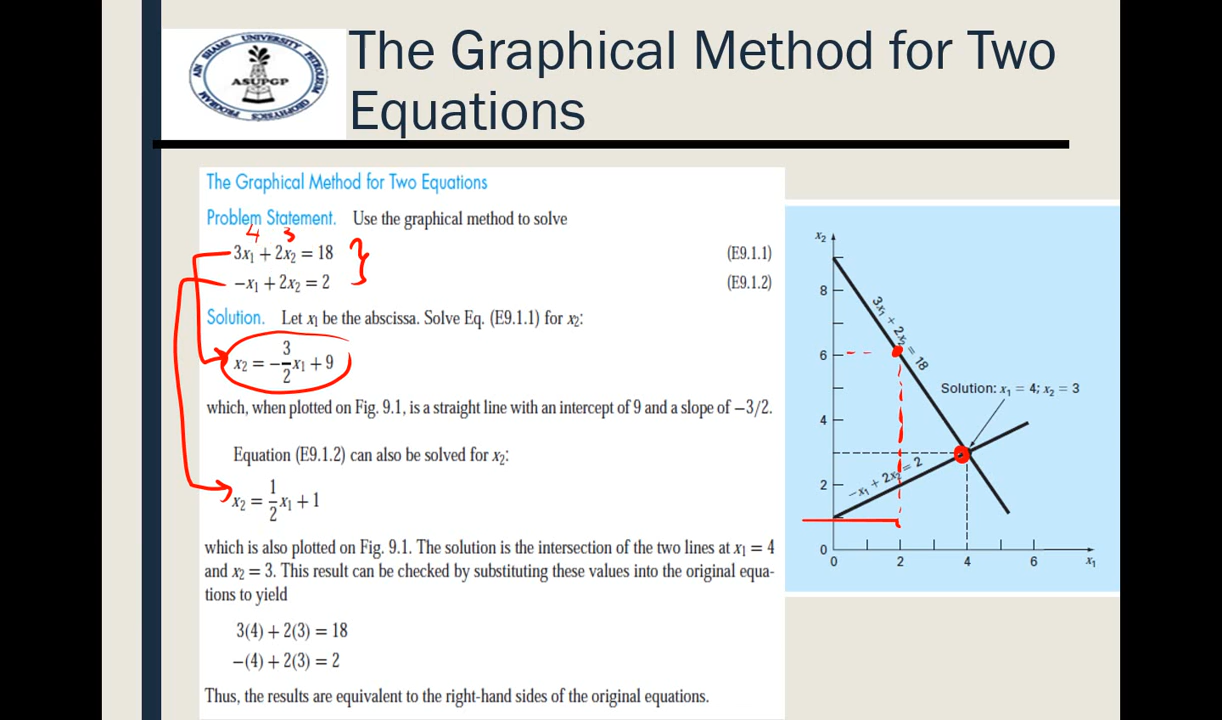 The Graphical Method for Two
Equations
AIN SHAMS UNIVERSITY PETROLEUM
ASUPGP
GEOPHYSICS PROGRAM
The Graphical Method for Two Equations
Problem Statement. Use the graphical method to solve
4 3
3x₁ + 2x₂ = 18 (E9.1.1)
−x₁ + 2x₂ = 2 (E9.1.2)
Solution. Let x₁ be the abscissa. Solve Eq. (E9.1.1) for x₂:
x₂ = −3/2 x₁ + 9
which, when plotted on Fig. 9.1, is a straight line with an intercept of 9 and a slope of −3/2.
Equation (E9.1.2) can also be solved for x₂:
x₂ = 1/2 x₁ + 1
which is also plotted on Fig. 9.1. The solution is the intersection of the two lines at x₁ = 4
and x₂ = 3. This result can be checked by substituting these values into the original equa-
tions to yield
3(4) + 2(3) = 18
−(4) + 2(3) = 2
Thus, the results are equivalent to the right-hand sides of the original equations.
x₂
8
6
4
2
0
0 2 4 6 x₁
3x₁ + 2x₂ = 18
Solution: x₁ = 4; x₂ = 3
−x₁ + 2x₂ = 2